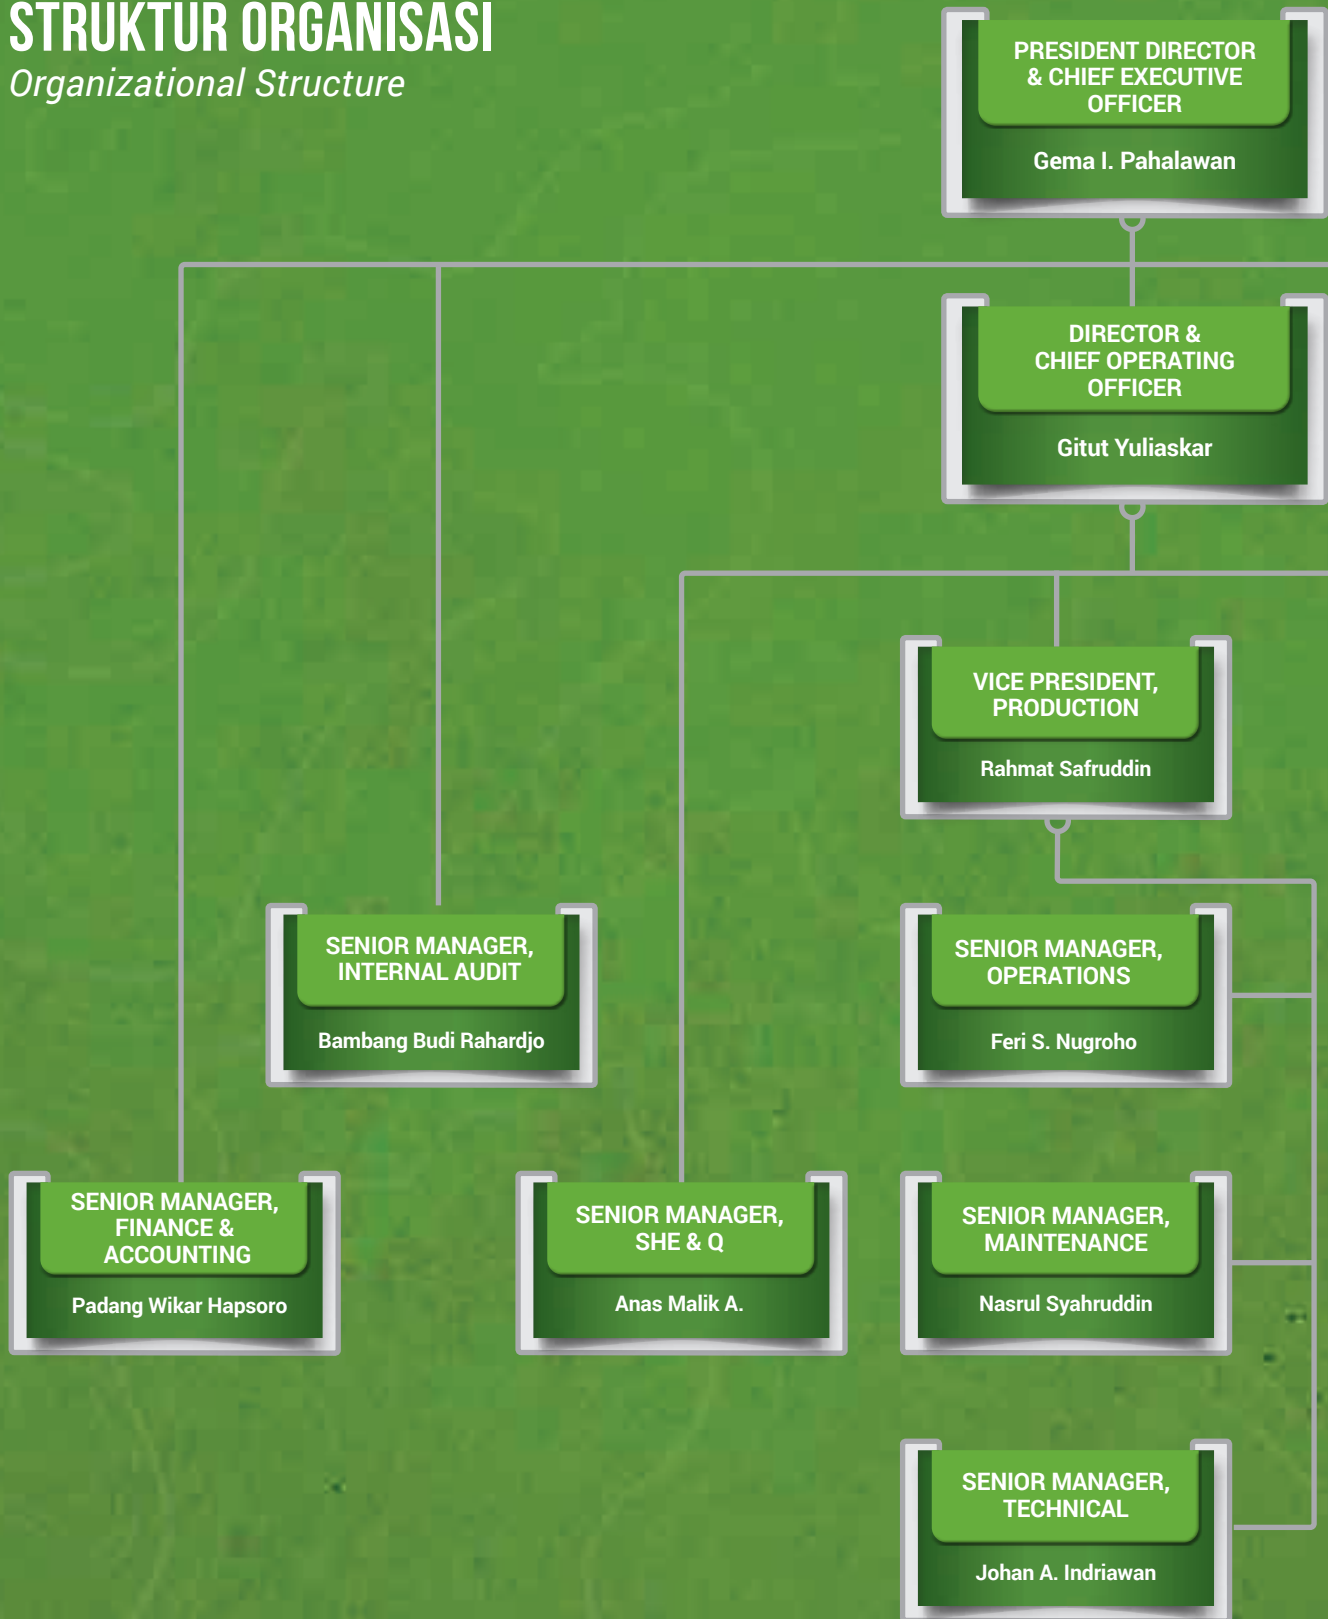 STRUKTUR ORGANISASI
Organizational Structure
PRESIDENT DIRECTOR
& CHIEF EXECUTIVE
OFFICER
Gema I. Pahalawan
DIRECTOR &
CHIEF OPERATING
OFFICER
Gitut Yuliaskar
VICE PRESIDENT,
PRODUCTION
Rahmat Safruddin
SENIOR MANAGER,
INTERNAL AUDIT
Bambang Budi Rahardjo
SENIOR MANAGER,
OPERATIONS
Feri S. Nugroho
SENIOR MANAGER,
FINANCE &
ACCOUNTING
Padang Wikar Hapsoro
SENIOR MANAGER,
SHE & Q
Anas Malik A.
SENIOR MANAGER,
MAINTENANCE
Nasrul Syahruddin
SENIOR MANAGER,
TECHNICAL
Johan A. Indriawan